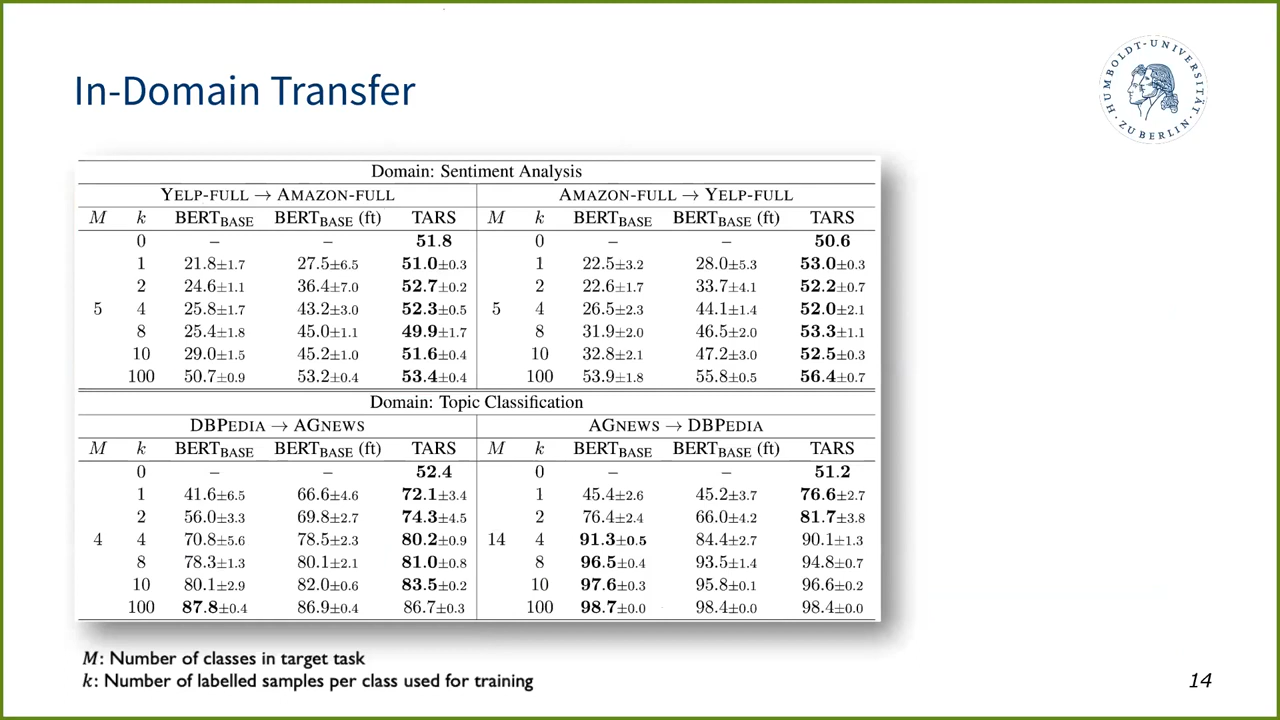 In-Domain Transfer
HUMBOLDT-UNIVERSITÄT · ZU BERLIN ·
Domain: Sentiment Analysis
YELP-FULL → AMAZON-FULL AMAZON-FULL → YELP-FULL
M k BERTBASE BERTBASE (ft) TARS M k BERTBASE BERTBASE (ft) TARS
0 – – 51.8 0 – – 50.6
1 21.8±1.7 27.5±6.5 51.0±0.3 1 22.5±3.2 28.0±5.3 53.0±0.3
2 24.6±1.1 36.4±7.0 52.7±0.2 2 22.6±1.7 33.7±4.1 52.2±0.7
5 4 25.8±1.7 43.2±3.0 52.3±0.5 5 4 26.5±2.3 44.1±1.4 52.0±2.1
8 25.4±1.8 45.0±1.1 49.9±1.7 8 31.9±2.0 46.5±2.0 53.3±1.1
10 29.0±1.5 45.2±1.0 51.6±0.4 10 32.8±2.1 47.2±3.0 52.5±0.3
100 50.7±0.9 53.2±0.4 53.4±0.4 100 53.9±1.8 55.8±0.5 56.4±0.7
Domain: Topic Classification
DBPEDIA → AGNEWS AGNEWS → DBPEDIA
M k BERTBASE BERTBASE (ft) TARS M k BERTBASE BERTBASE (ft) TARS
0 – – 52.4 0 – – 51.2
1 41.6±6.5 66.6±4.6 72.1±3.4 1 45.4±2.6 45.2±3.7 76.6±2.7
2 56.0±3.3 69.8±2.7 74.3±4.5 2 76.4±2.4 66.0±4.2 81.7±3.8
4 4 70.8±5.6 78.5±2.3 80.2±0.9 14 4 91.3±0.5 84.4±2.7 90.1±1.3
8 78.3±1.3 80.1±2.1 81.0±0.8 8 96.5±0.4 93.5±1.4 94.8±0.7
10 80.1±2.9 82.0±0.6 83.5±0.2 10 97.6±0.3 95.8±0.1 96.6±0.2
100 87.8±0.4 86.9±0.4 86.7±0.3 100 98.7±0.0 98.4±0.0 98.4±0.0
M: Number of classes in target task
k: Number of labelled samples per class used for training
14